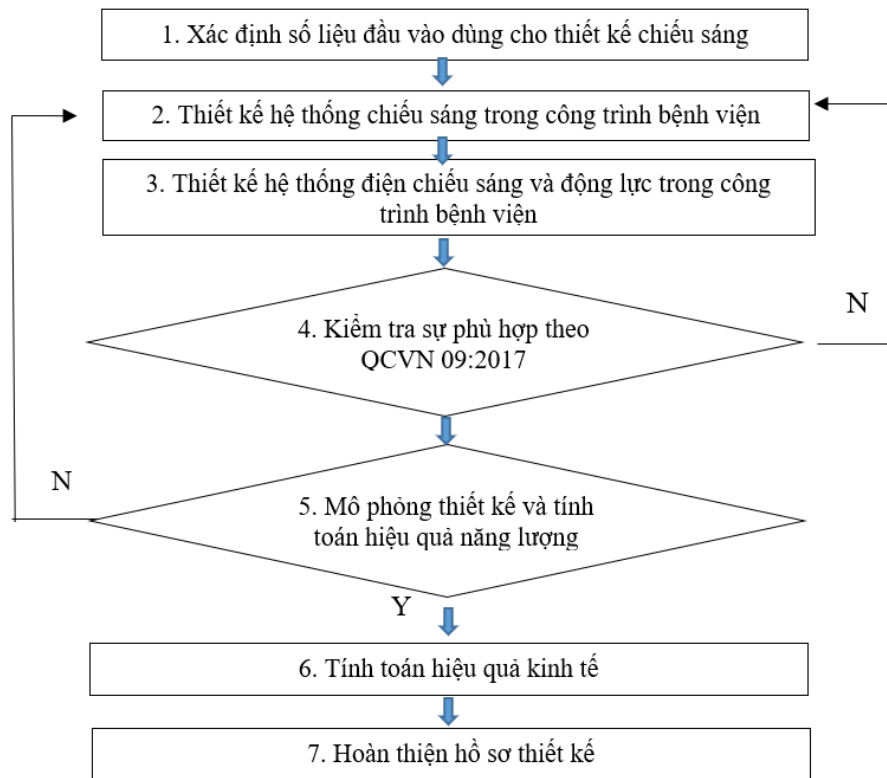 1. Xác định số liệu đầu vào dùng cho thiết kế chiếu sáng
2. Thiết kế hệ thống chiếu sáng trong công trình bệnh viện
3. Thiết kế hệ thống điện chiếu sáng và động lực trong công
trình bệnh viện
4. Kiểm tra sự phù hợp theo
QCVN 09:2017
N
N
5. Mô phỏng thiết kế và tính
toán hiệu quả năng lượng
Y
6. Tính toán hiệu quả kinh tế
7. Hoàn thiện hồ sơ thiết kế